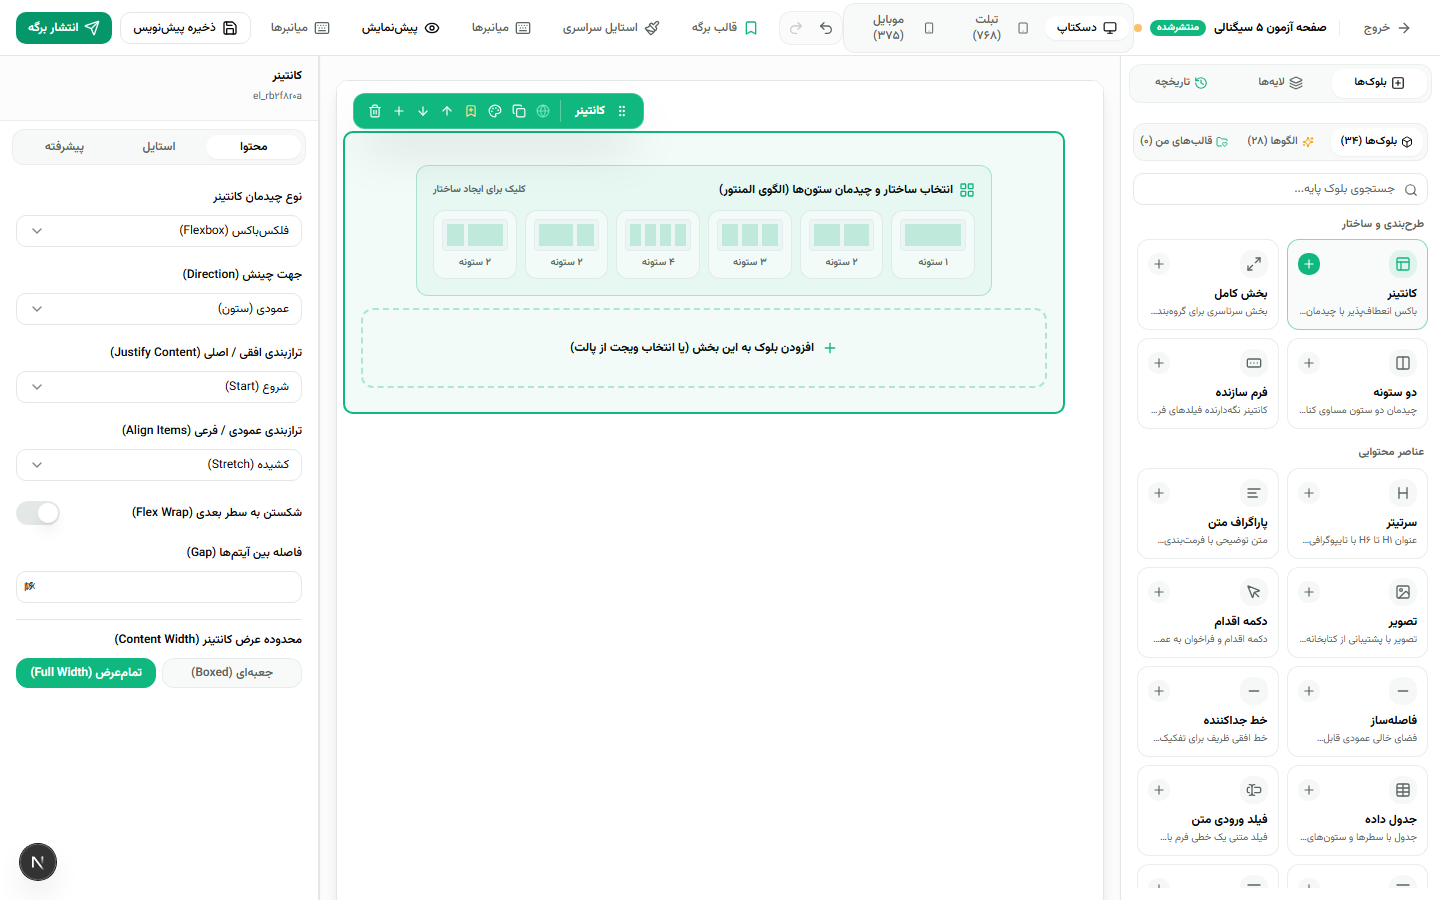 خروج
صفحه آزمون ۵ سیگنالی
منتشرشده
دسکتاپ
تبلت (۷۶۸)
موبایل (۳۷۵)
قالب برگه
استایل سراسری
میانبرها
پیش‌نمایش
میانبرها
ذخیره پیش‌نویس
انتشار برگه
بلوک‌ها
لایه‌ها
تاریخچه
بلوک‌ها (۳۴)
الگوها (۲۸)
قالب‌های من (۰)
جستجوی بلوک پایه...
طرح‌بندی و ساختار
کانتینر
باکس انعطاف‌پذیر با چیدمان...
بخش کامل
بخش سرتاسری برای گروه‌بند...
دو ستونه
چیدمان دو ستون مساوی کنا...
فرم سازنده
کانتینر نگه‌دارنده فیلدهای فر...
عناصر محتوایی
سرتیتر
عنوان H1 تا H6 با تایپوگرافی...
پاراگراف متن
متن توضیحی با فرمت‌بندی...
تصویر
تصویر با پشتیبانی از کتابخانه...
دکمه اقدام
دکمه اقدام و فراخوان به عمـ...
فاصله‌ساز
فضای خالی عمودی قابل...
خط جداکننده
خط افقی ظریف برای تفکیک...
جدول داده
جدول با سطرها و ستون‌های...
فیلد ورودی متن
فیلد متنی یک خطی فرم با...
کانتینر
انتخاب ساختار و چیدمان ستون‌ها (الگوی المنتور)
کلیک برای ایجاد ساختار
۱ ستونه
۲ ستونه
۳ ستونه
۴ ستونه
۲ ستونه
۲ ستونه
افزودن بلوک به این بخش (یا انتخاب ویجت از پالت)
کانتینر
el_rb۲f۸r۰a
محتوا
استایل
پیشرفته
نوع چیدمان کانتینر
فلکس‌باکس (Flexbox)
جهت چینش (Direction)
عمودی (ستون)
ترازبندی افقی / اصلی (Justify Content)
شروع (Start)
ترازبندی عمودی / فرعی (Align Items)
کشیده (Stretch)
شکستن به سطر بعدی (Flex Wrap)
فاصله بین آیتم‌ها (Gap)
محدوده عرض کانتینر (Content Width)
جعبه‌ای (Boxed)
تمام‌عرض (Full Width)
N